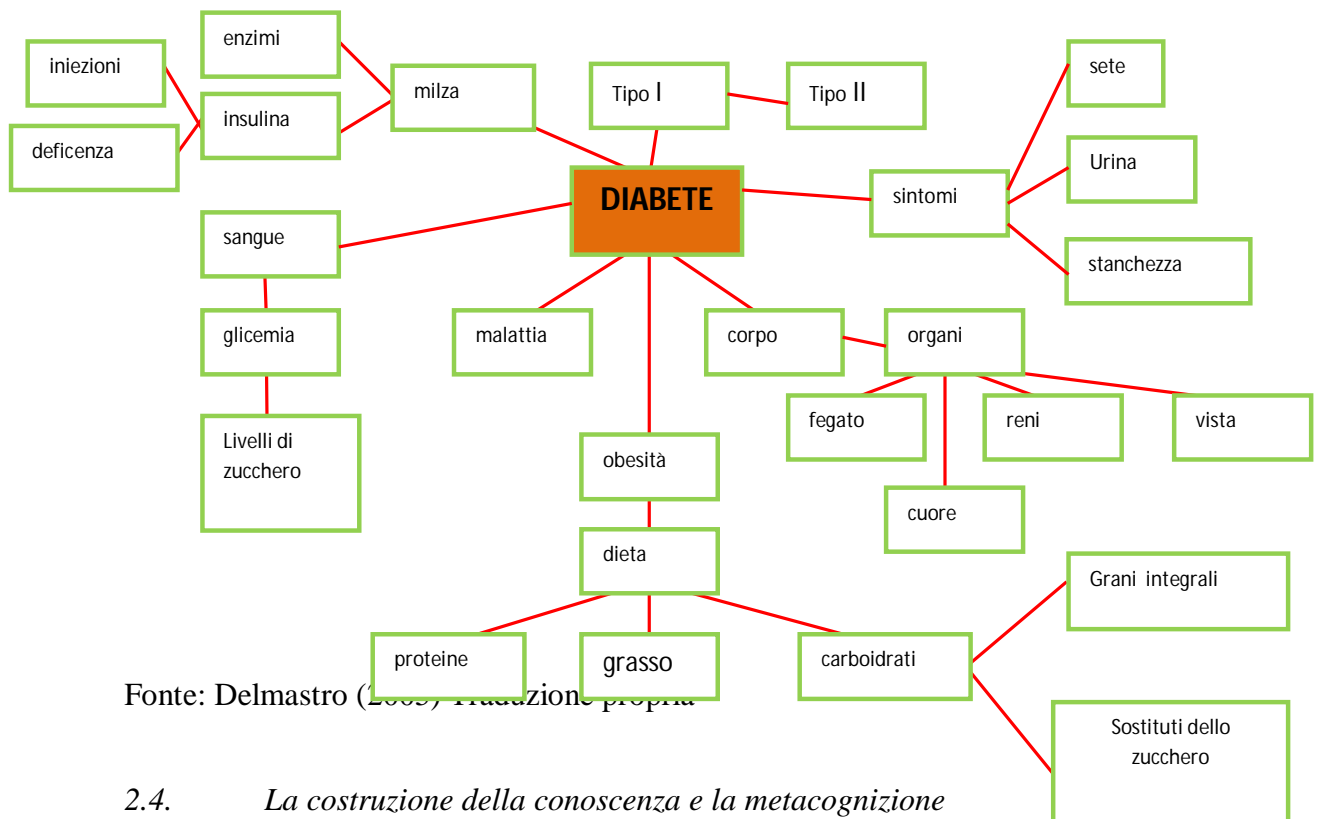 enzimi
iniezioni
sete
milza
Tipo I
Tipo II
insulina
deficenza
Urina
DIABETE
sintomi
sangue
stanchezza
glicemia
malattia
corpo
organi
fegato
reni
vista
Livelli di
zucchero
obesità
cuore
dieta
Grani integrali
proteine
grasso
carboidrati
Fonte: Delmastro (
propria
Sostituti dello
zucchero
2.4. La costruzione della conoscenza e la metacognizione